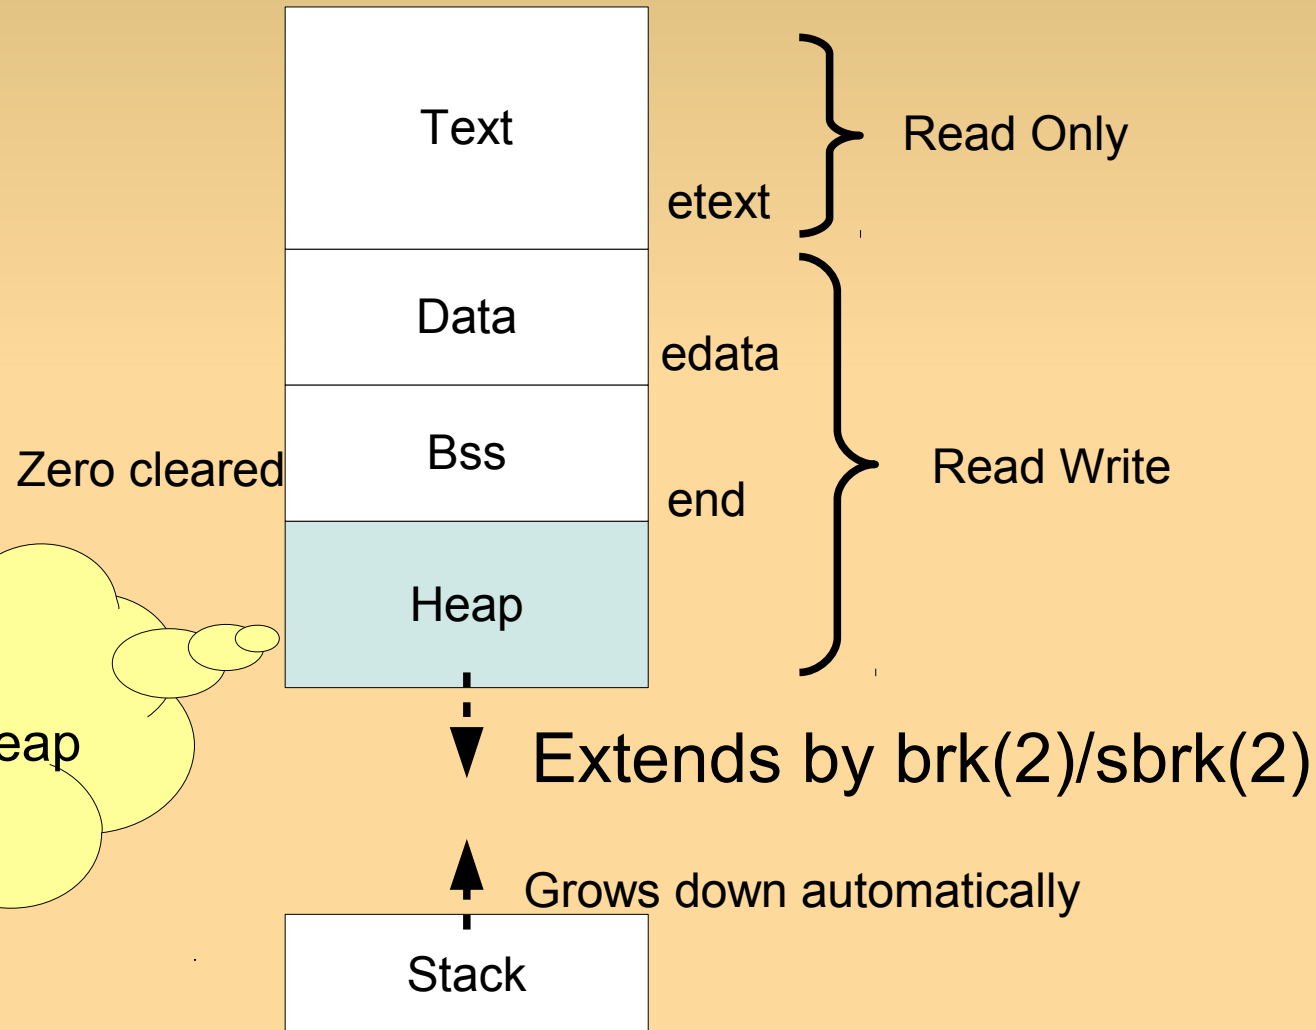 Text
Read Only
etext
Data
edata
Bss
Zero cleared
Read Write
end
Heap
eap
Extends by brk(2)/sbrk(2)
Grows down automatically
Stack